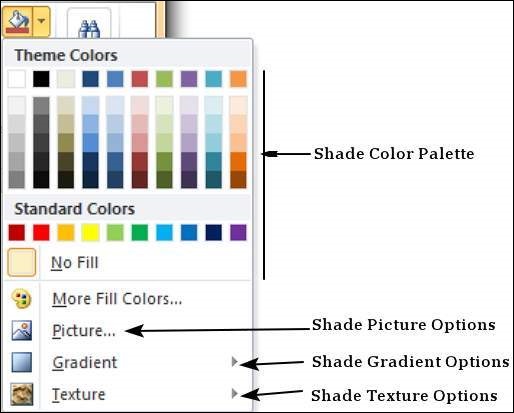 Theme Colors
Shade Color Palette
Standard Colors
No Fill
More Fill Colors...
Picture...
Shade Picture Options
Gradient
Shade Gradient Options
Texture
Shade Texture Options